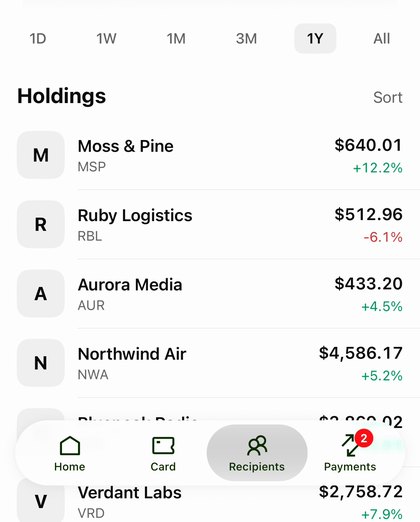 1D 1W 1M 3M 1Y All
Holdings Sort
M Moss & Pine $640.01
MSP +12.2%
R Ruby Logistics $512.96
RBL -6.1%
A Aurora Media $433.20
AUR +4.5%
N Northwind Air $4,586.17
NWA +5.2%
2
Home Card Recipients Payments
V Verdant Labs $2,758.72
VRD +7.9%